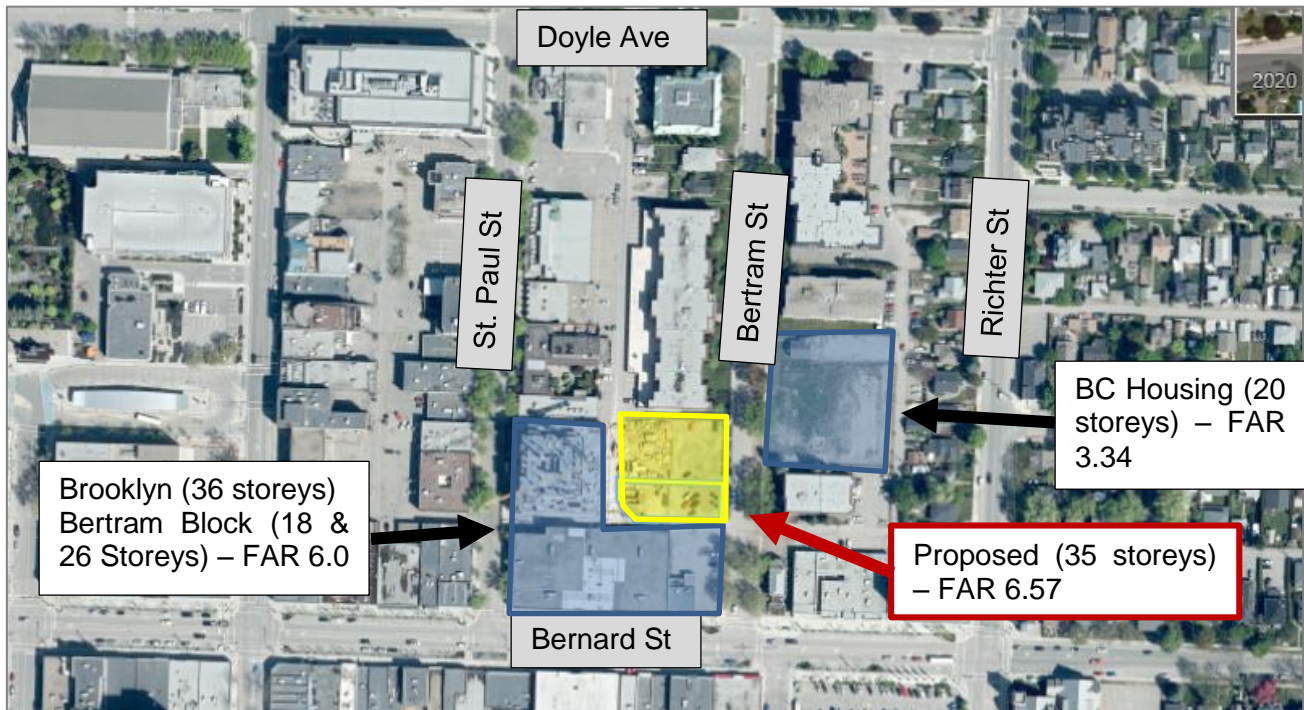 Doyle Ave
2020
St. Paul St
Bertram St
Richter St
BC Housing (20
storeys) – FAR
3.34
Brooklyn (36 storeys)
Bertram Block (18 &
26 Storeys) – FAR 6.0
Proposed (35 storeys)
– FAR 6.57
Bernard St